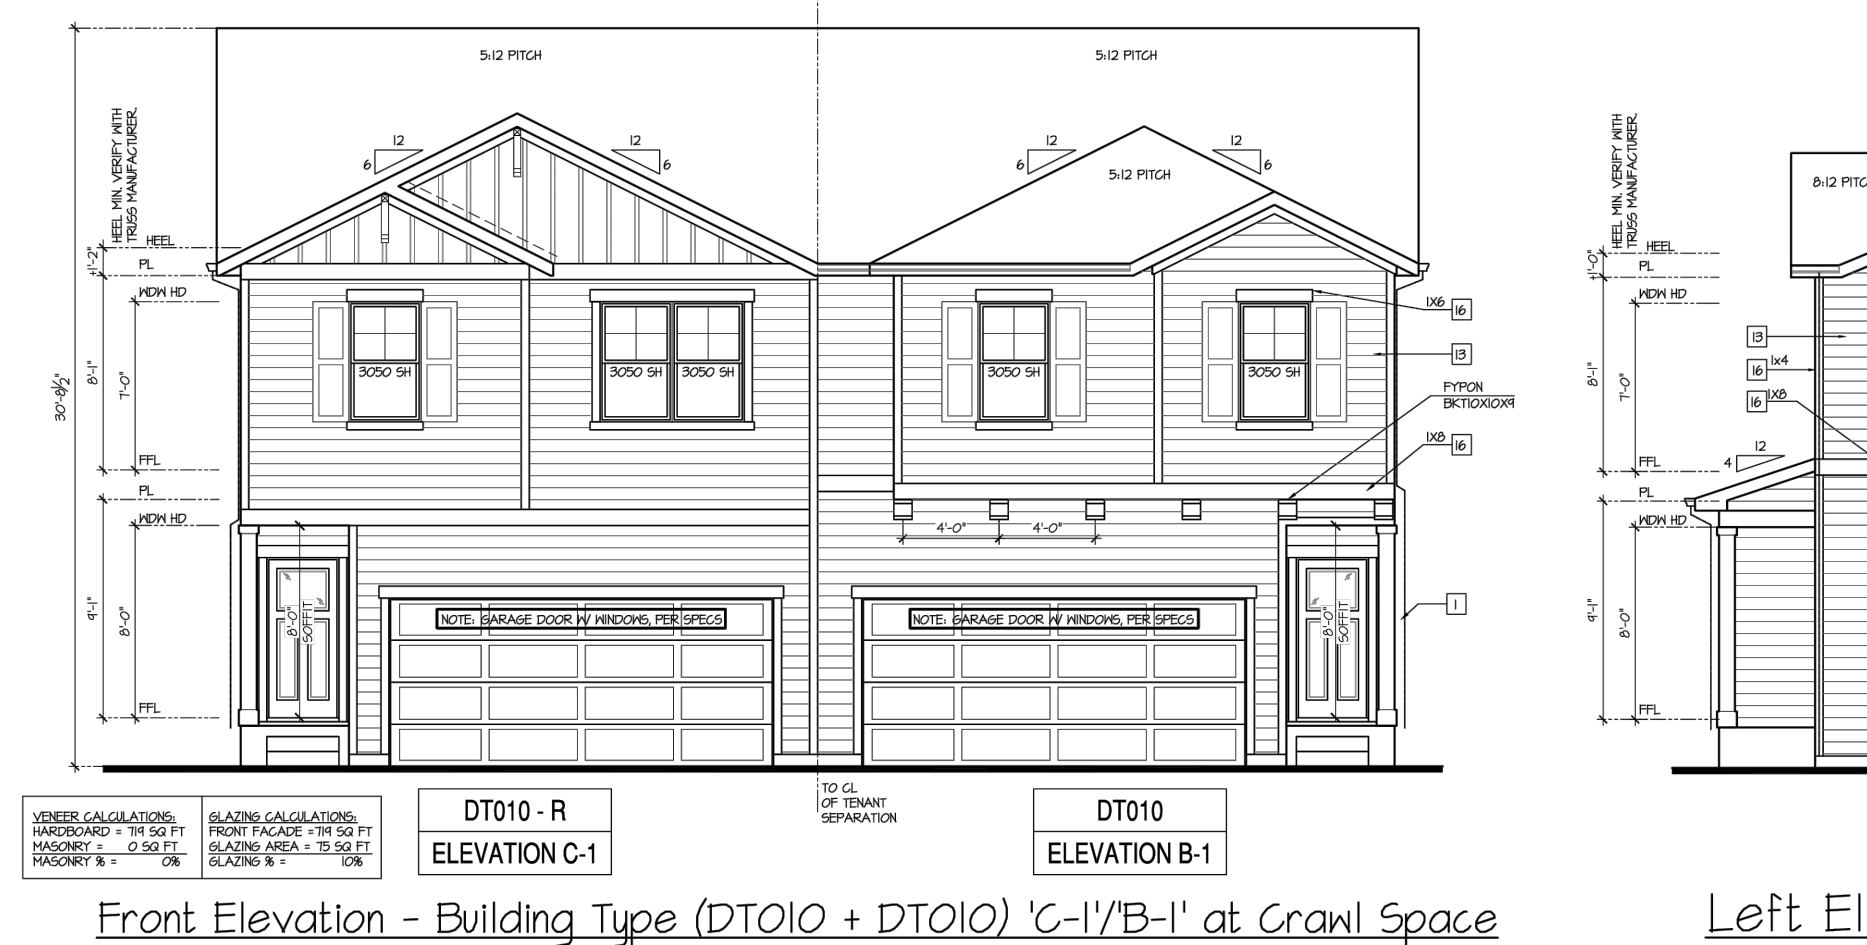 5:12 PITCH
5:12 PITCH
HEEL MIN. VERIFY WITH
TRUSS MANUFACTURER.
12
6
12
6
12
6
12
6
5:12 PITCH
HEEL
PL
WDW HD
±1'-2"
8'-1"
7'-0"
30'-8½"
FFL
PL
WDW HD
9'-1"
8'-0"
FFL
3050 SH
3050 SH
3050 SH
3050 SH
3050 SH
1X6
16
13
FYPON
BKT10X10X9
1X8
16
4'-0"
4'-0"
8'-0"
SOFFIT
NOTE: GARAGE DOOR W/ WINDOWS, PER SPECS
NOTE: GARAGE DOOR W/ WINDOWS, PER SPECS
8'-0"
SOFFIT
1
TO CL
OF TENANT
SEPARATION
VENEER CALCULATIONS:
HARDBOARD = 719 SQ FT
MASONRY = 0 SQ FT
MASONRY % = 0%
GLAZING CALCULATIONS:
FRONT FACADE =719 SQ FT
GLAZING AREA = 75 SQ FT
GLAZING % = 10%
DT010 - R
ELEVATION C-1
DT010
ELEVATION B-1
Front Elevation - Building Type (DT010 + DT010) 'C-1'/'B-1' at Crawl Space
HEEL MIN. VERIFY WITH
TRUSS MANUFACTURER.
8:12 PITC
HEEL
PL
WDW HD
±1'-0"
8'-1"
7'-0"
13
16
1x4
16
1X8
12
4
FFL
PL
WDW HD
9'-1"
8'-0"
FFL
Left El